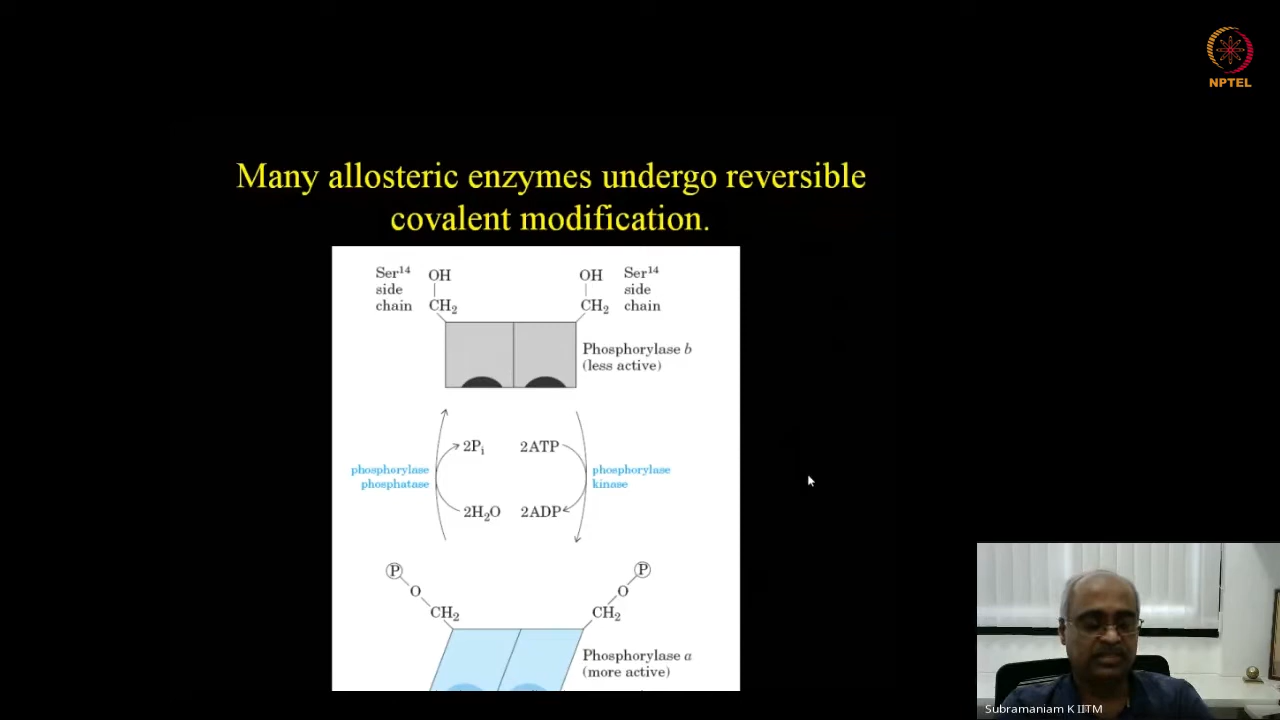 NPTEL
Many allosteric enzymes undergo reversible
covalent modification.
Ser¹⁴ OH OH Ser¹⁴
side side
chain CH₂ CH₂ chain
Phosphorylase b
(less active)
2Pᵢ 2ATP
phosphorylase phosphorylase
phosphatase kinase
2H₂O 2ADP
P P
O O
CH₂ CH₂
Phosphorylase a
(more active)
Subramaniam K IITM